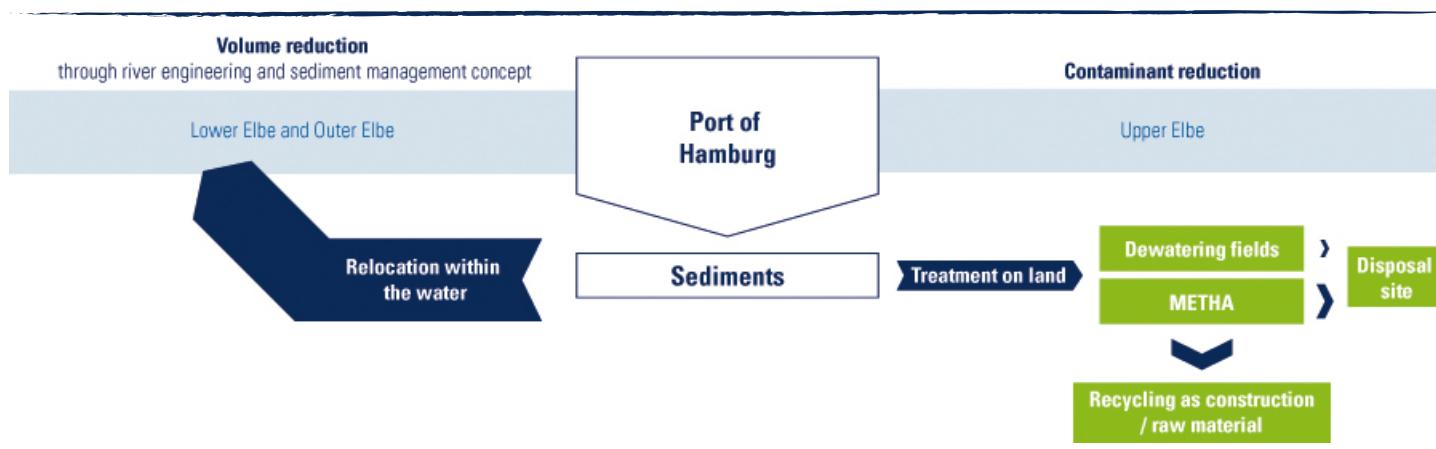 Volume reduction
through river engineering and sediment management concept
Lower Elbe and Outer Elbe
Port of
Hamburg
Contaminant reduction
Upper Elbe
Relocation within
the water
Sediments
Treatment on land
Dewatering fields
METHA
Disposal
site
Recycling as construction
/ raw material